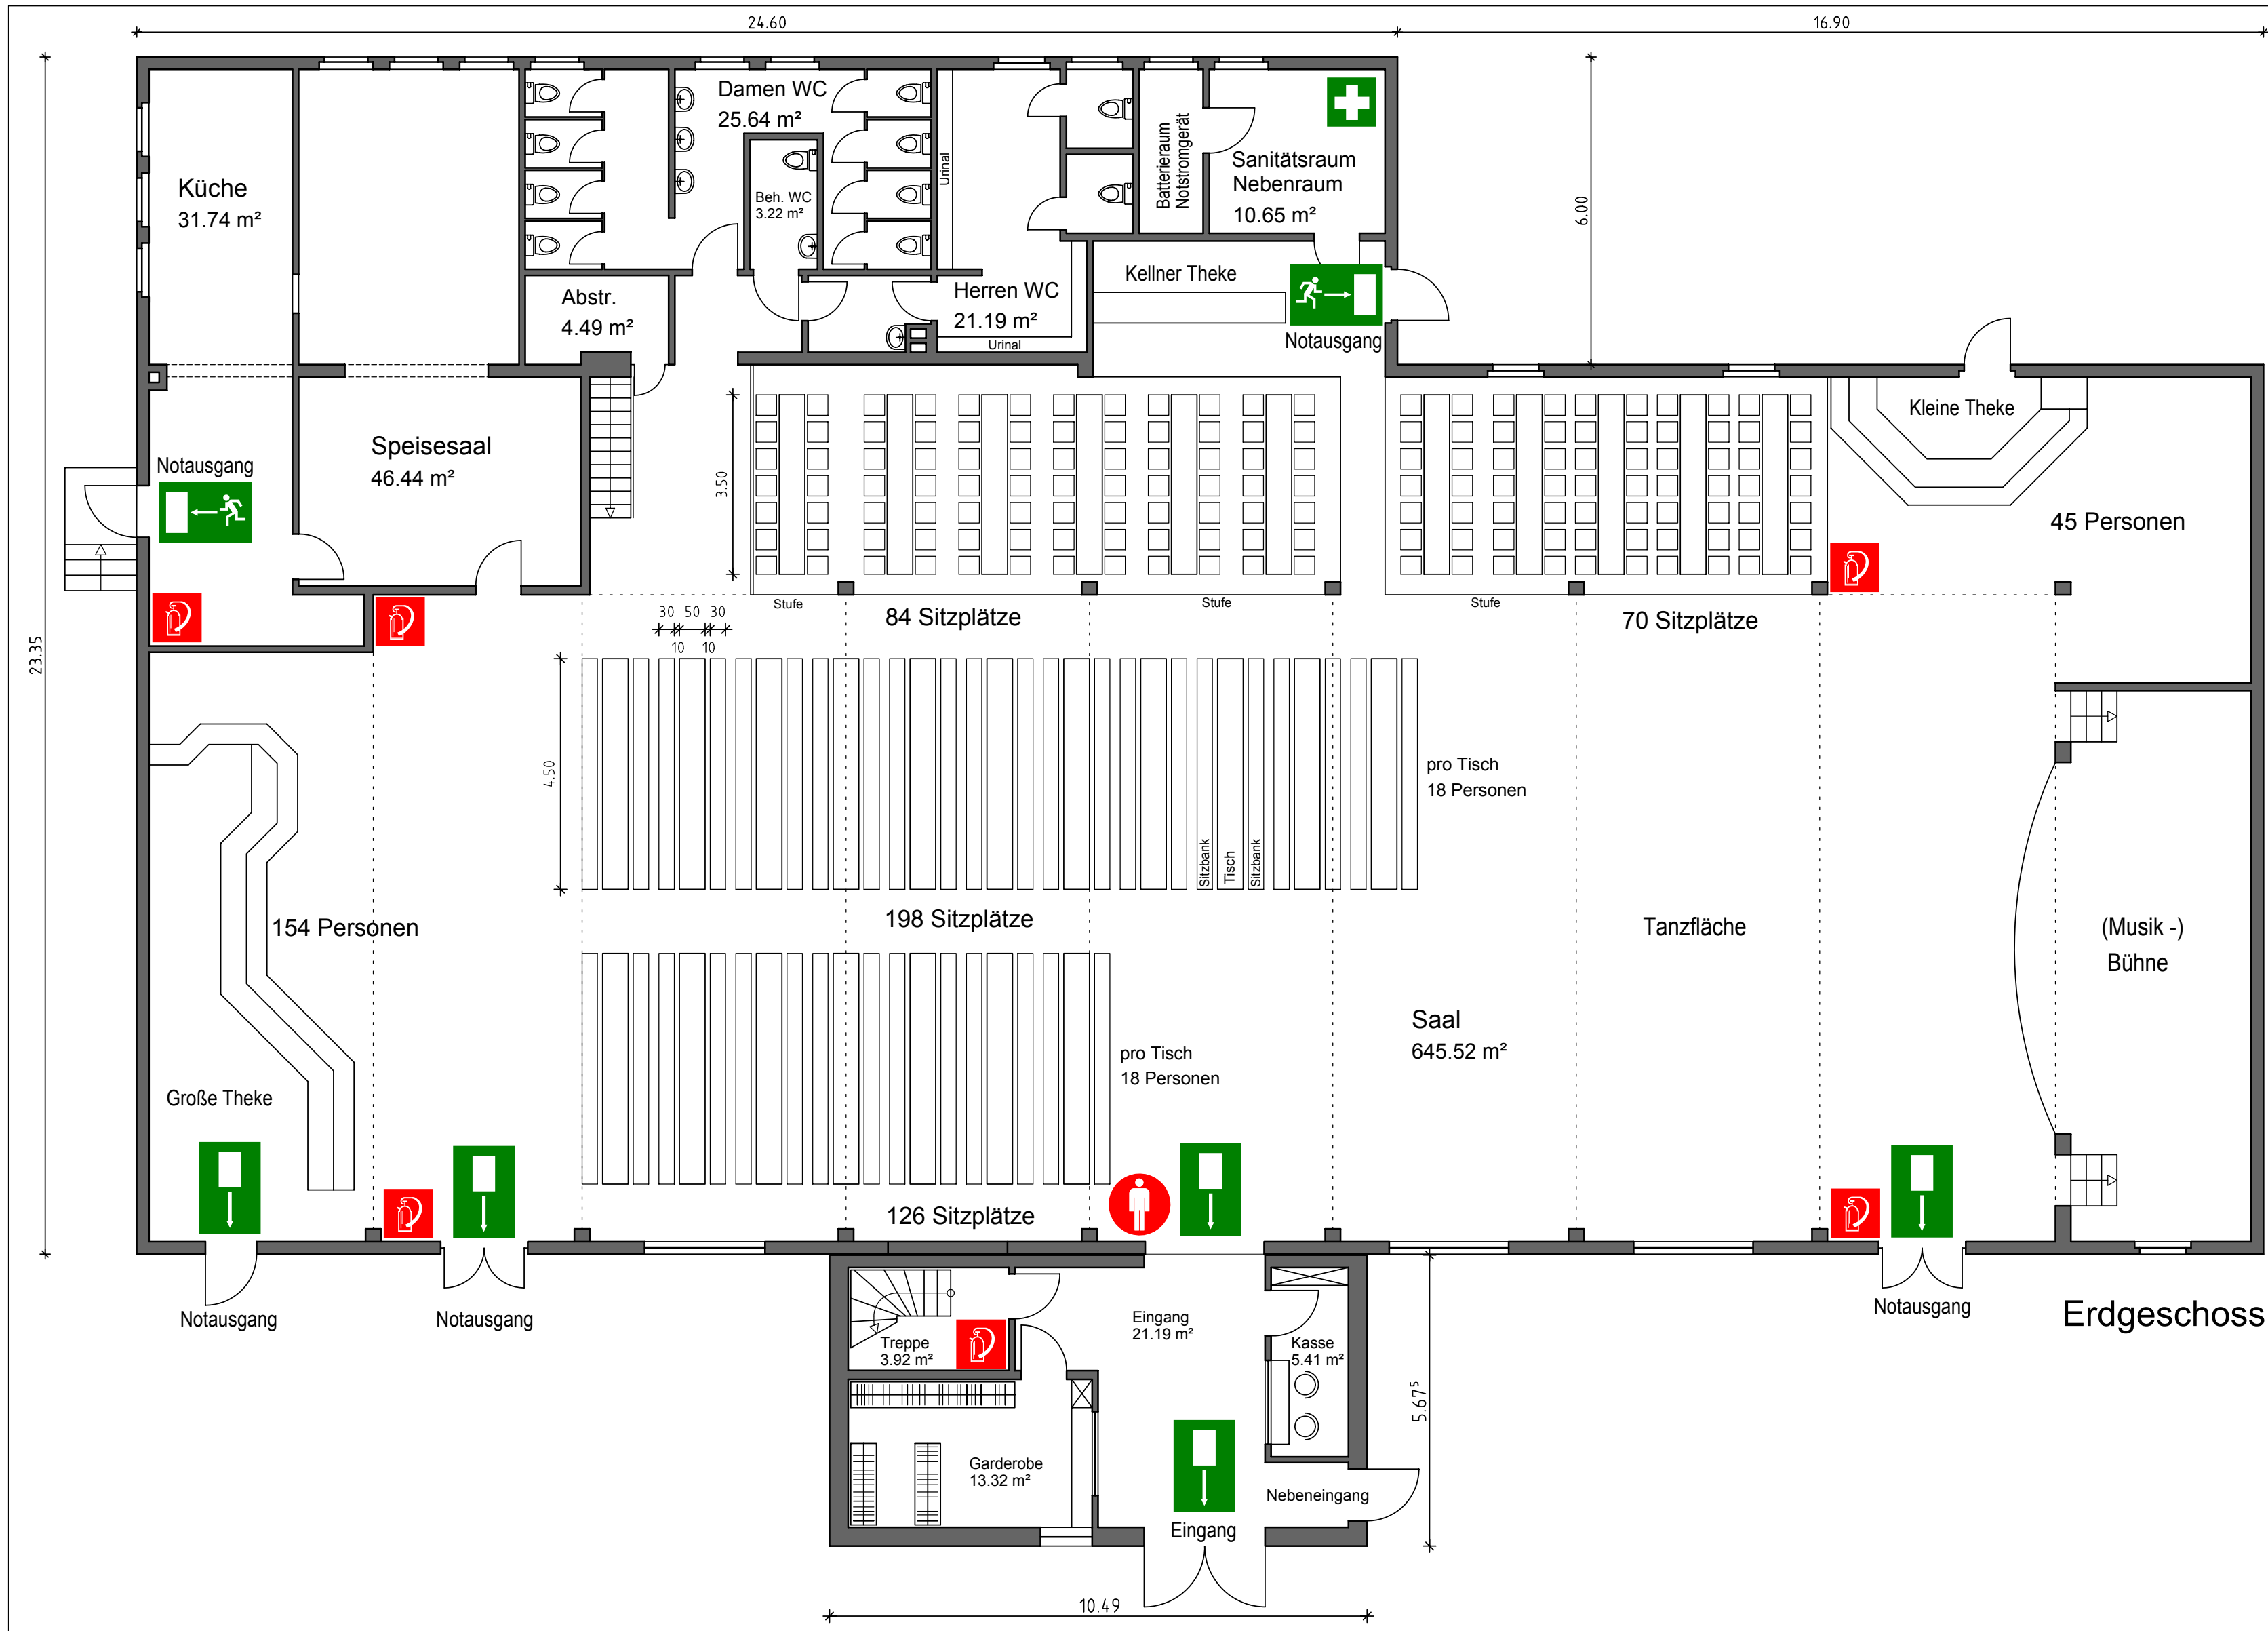 24.60
16.90
Damen WC
25.64 m²
Küche
31.74 m²
Beh. WC
3.22 m²
Urinal
Batterieraum
Notstromgerät
Sanitätsraum
Nebenraum
10.65 m²
6.00
Abstr.
4.49 m²
Herren WC
21.19 m²
Urinal
Kellner Theke
Notausgang
Kleine Theke
Speisesaal
46.44 m²
Notausgang
3.50
45 Personen
Stufe
Stufe
Stufe
84 Sitzplätze
70 Sitzplätze
30 50 30
10 10
23.35
4.50
pro Tisch
18 Personen
Sitzbank
Tisch
Sitzbank
154 Personen
198 Sitzplätze
Tanzfläche
(Musik -)
Bühne
Saal
645.52 m²
pro Tisch
18 Personen
Große Theke
126 Sitzplätze
Notausgang
Notausgang
Notausgang
Erdgeschoss
Eingang
21.19 m²
Treppe
3.92 m²
Kasse
5.41 m²
5.67⁵
Garderobe
13.32 m²
Nebeneingang
Eingang
10.49